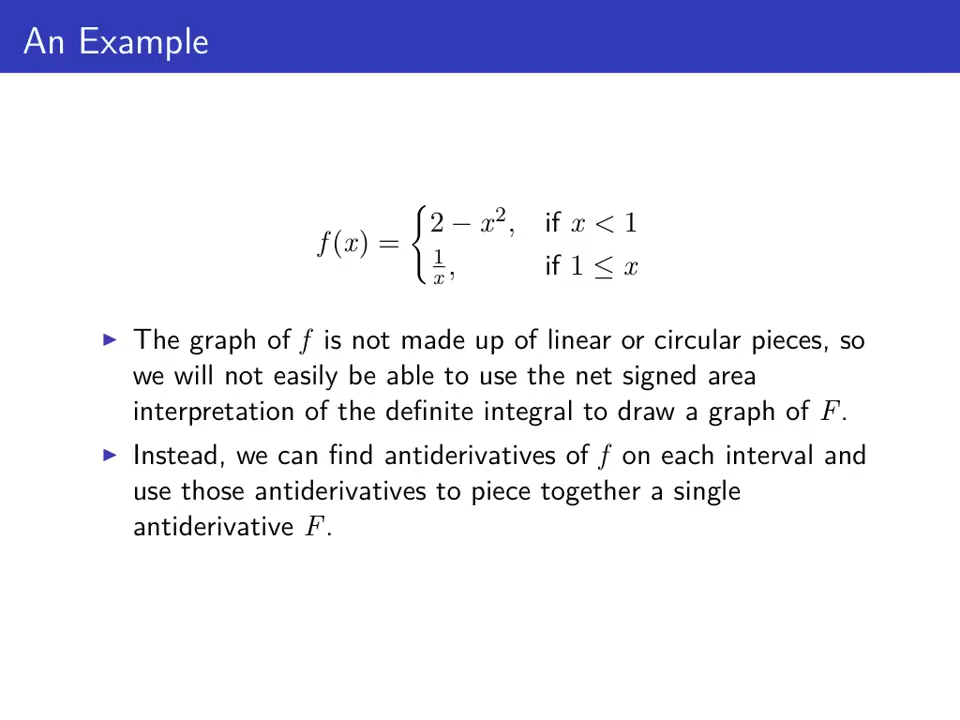 An Example
f(x) = { 2 − x², if x < 1
1/x, if 1 ≤ x
▶ The graph of f is not made up of linear or circular pieces, so
we will not easily be able to use the net signed area
interpretation of the definite integral to draw a graph of F.
▶ Instead, we can find antiderivatives of f on each interval and
use those antiderivatives to piece together a single
antiderivative F.